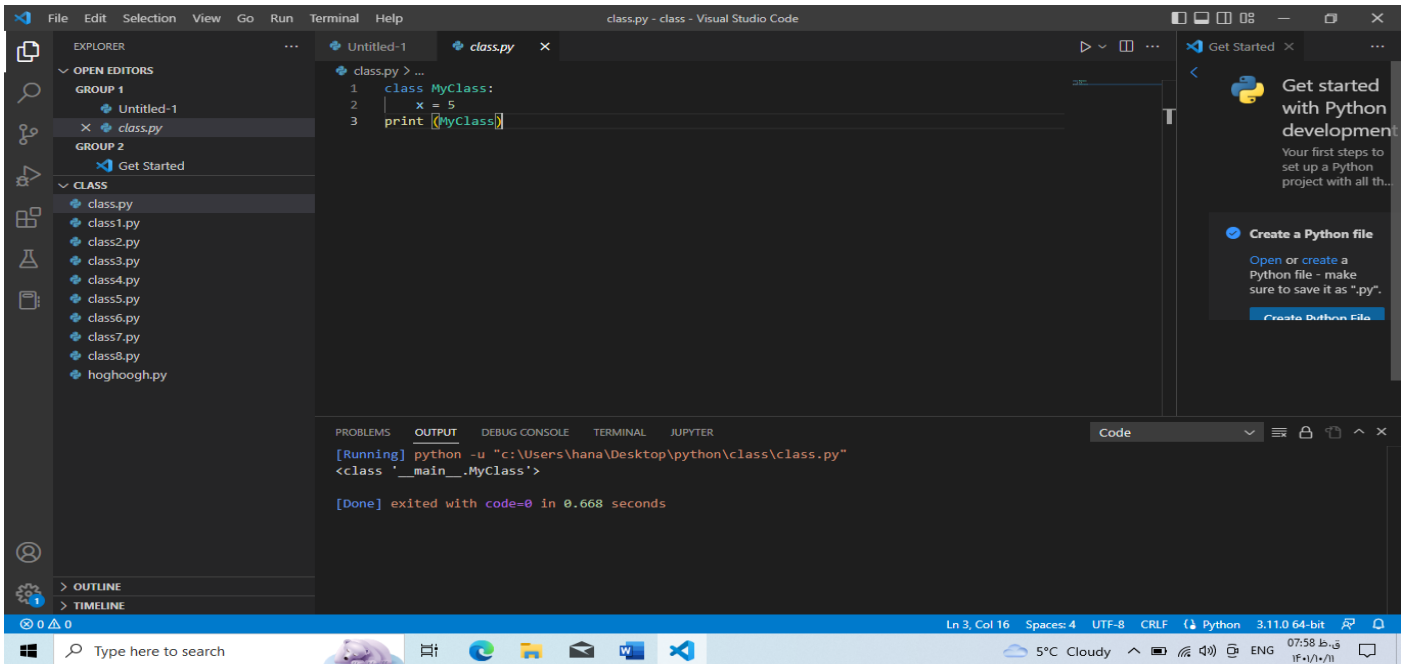 File Edit Selection View Go Run Terminal Help class.py - class - Visual Studio Code
EXPLORER
OPEN EDITORS
GROUP 1
Untitled-1
class.py
GROUP 2
Get Started
CLASS
class.py
class1.py
class2.py
class3.py
class4.py
class5.py
class6.py
class7.py
class8.py
hoghoogh.py
OUTLINE
TIMELINE
Untitled-1 class.py
class.py > ...
1 class MyClass:
2 x = 5
3 print (MyClass)
Get Started
Get started
with Python
development
Your first steps to
set up a Python
project with all th...
Create a Python file
Open or create a
Python file - make
sure to save it as ".py".
Create Python File
PROBLEMS OUTPUT DEBUG CONSOLE TERMINAL JUPYTER Code
[Running] python -u "c:\Users\hana\Desktop\python\class\class.py"
<class '__main__.MyClass'>
[Done] exited with code=0 in 0.668 seconds
1
0 0 Ln 3, Col 16 Spaces: 4 UTF-8 CRLF Python 3.11.0 64-bit
Type here to search 5°C Cloudy ENG 07:58 ق.ظ
۱۴۰۱/۱۰/۱۱